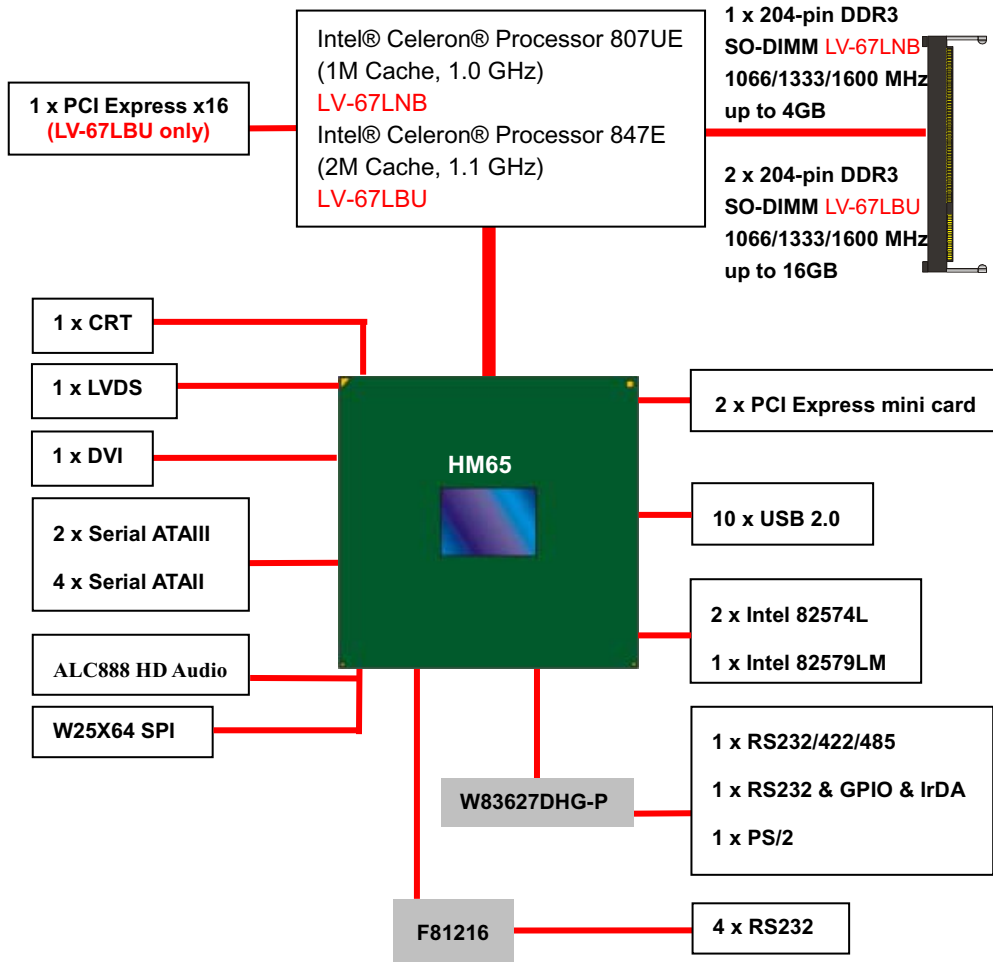 1 x PCI Express x16
(LV-67LBU only)
Intel® Celeron® Processor 807UE
(1M Cache, 1.0 GHz)
LV-67LNB
Intel® Celeron® Processor 847E
(2M Cache, 1.1 GHz)
LV-67LBU
1 x 204-pin DDR3
SO-DIMM LV-67LNB
1066/1333/1600 MHz
up to 4GB
2 x 204-pin DDR3
SO-DIMM LV-67LBU
1066/1333/1600 MHz
up to 16GB
1 x CRT
1 x LVDS
1 x DVI
2 x Serial ATAIII
4 x Serial ATAII
ALC888 HD Audio
W25X64 SPI
HM65
2 x PCI Express mini card
10 x USB 2.0
2 x Intel 82574L
1 x Intel 82579LM
W83627DHG-P
1 x RS232/422/485
1 x RS232 & GPIO & IrDA
1 x PS/2
F81216
4 x RS232